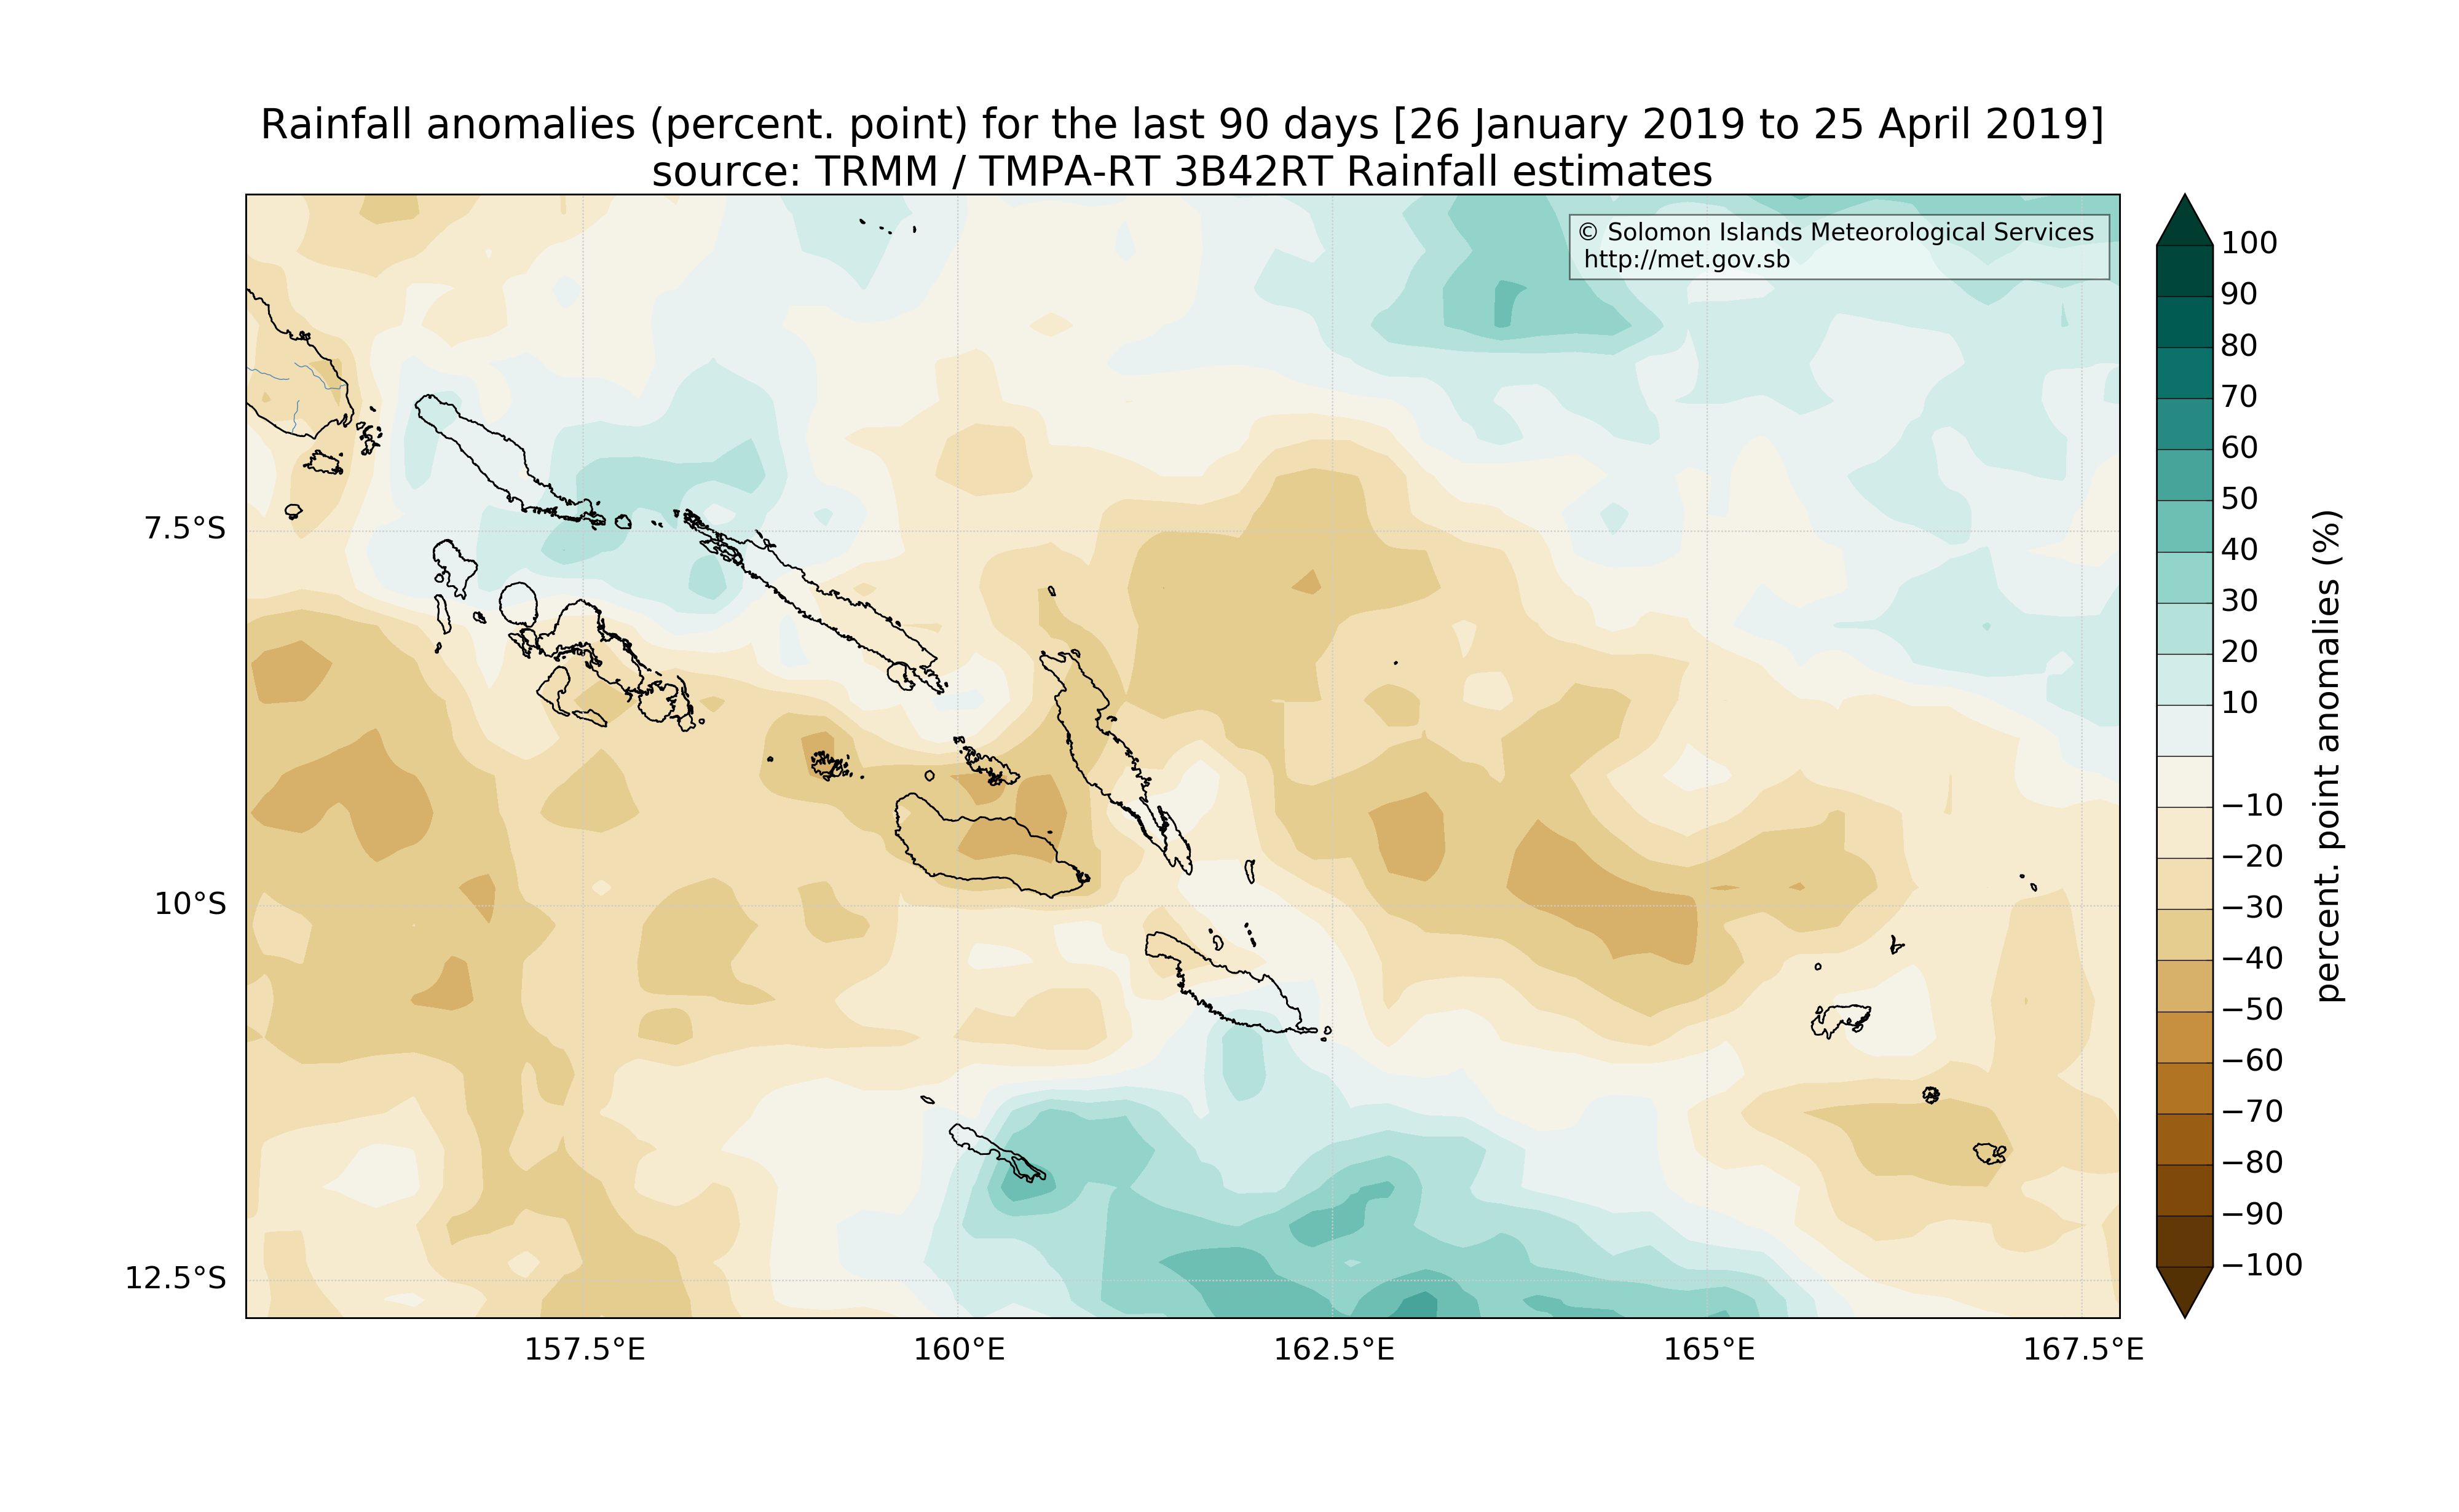 Rainfall anomalies (percent. point) for the last 90 days [26 January 2019 to 25 April 2019]
source: TRMM / TMPA-RT 3B42RT Rainfall estimates
© Solomon Islands Meteorological Services
http://met.gov.sb
7.5°S
10°S
12.5°S
157.5°E
160°E
162.5°E
165°E
167.5°E
100
90
80
70
60
50
40
30
20
10
−10
−20
−30
−40
−50
−60
−70
−80
−90
−100
percent. point anomalies (%)